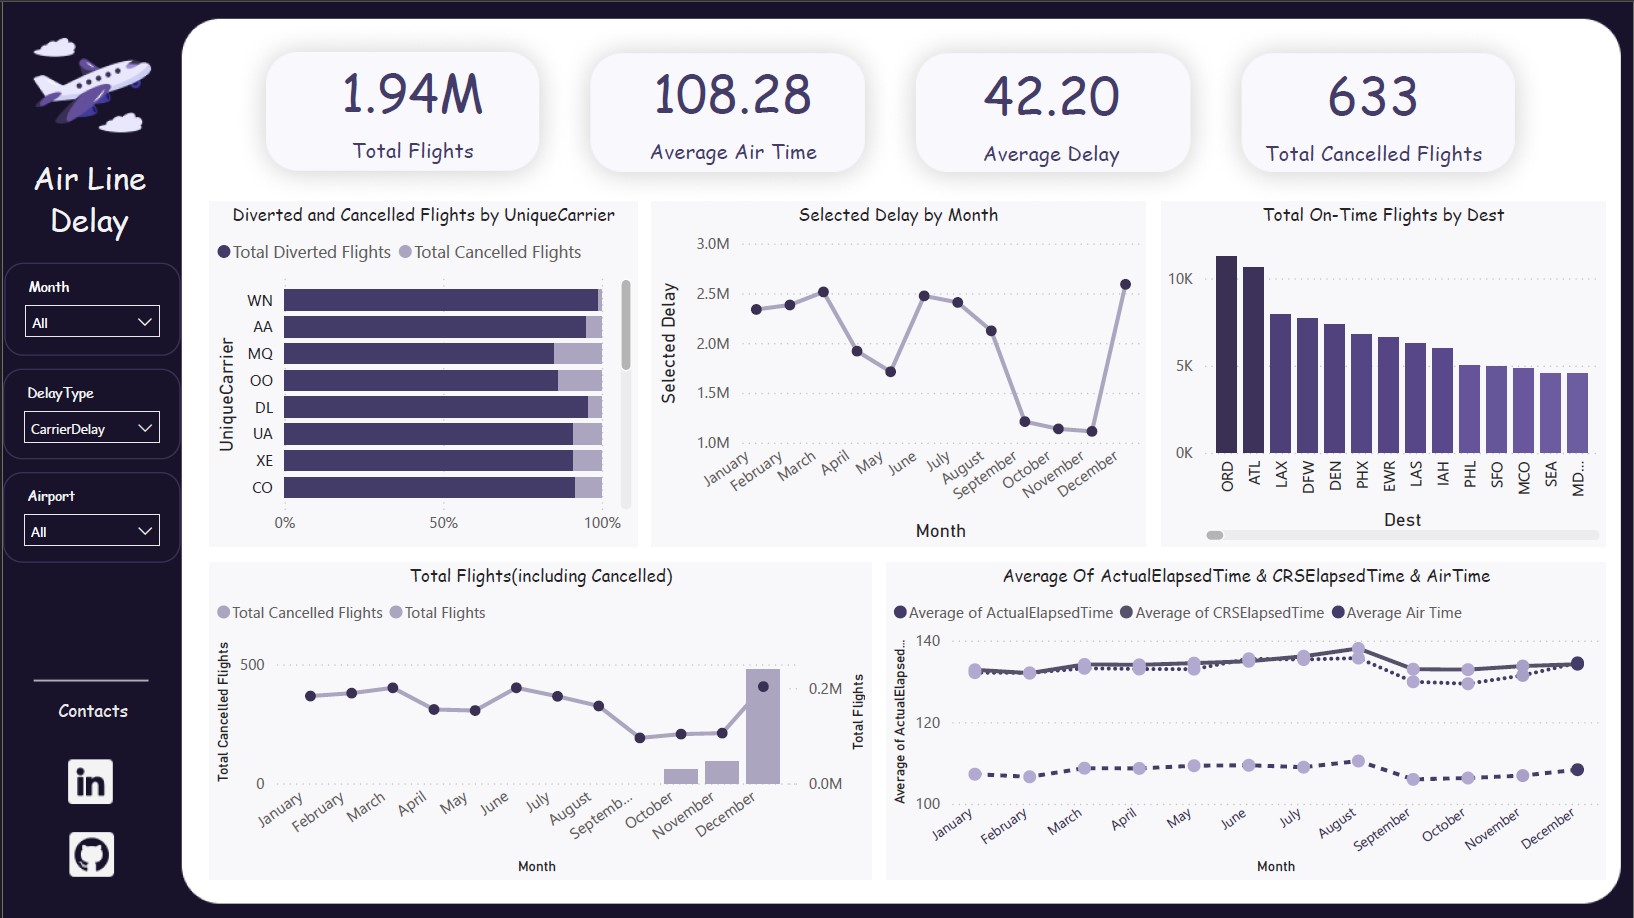 Air Line
Delay
Month
All
DelayType
CarrierDelay
Airport
All
Contacts
in
1.94M
Total Flights
108.28
Average Air Time
42.20
Average Delay
633
Total Cancelled Flights
Diverted and Cancelled Flights by UniqueCarrier
Total Diverted Flights Total Cancelled Flights
UniqueCarrier
WN
AA
MQ
OO
DL
UA
XE
CO
0% 50% 100%
Selected Delay by Month
Selected Delay
3.0M
2.5M
2.0M
1.5M
1.0M
January February March April May June July August September October November December
Month
Total On-Time Flights by Dest
10K
5K
0K
ORD ATL LAX DFW DEN PHX EWR LAS IAH PHL SFO MCO SEA MD...
Dest
Total Flights(including Cancelled)
Total Cancelled Flights Total Flights
Total Cancelled Flights
500
0
0.2M
0.0M
Total Flights
January February March April May June July August Septemb... October November December
Month
Average Of ActualElapsedTime & CRSElapsedTime & AirTime
Average of ActualElapsedTime Average of CRSElapsedTime Average Air Time
Average of ActualElapsed...
140
120
100
January February March April May June July August September October November December
Month